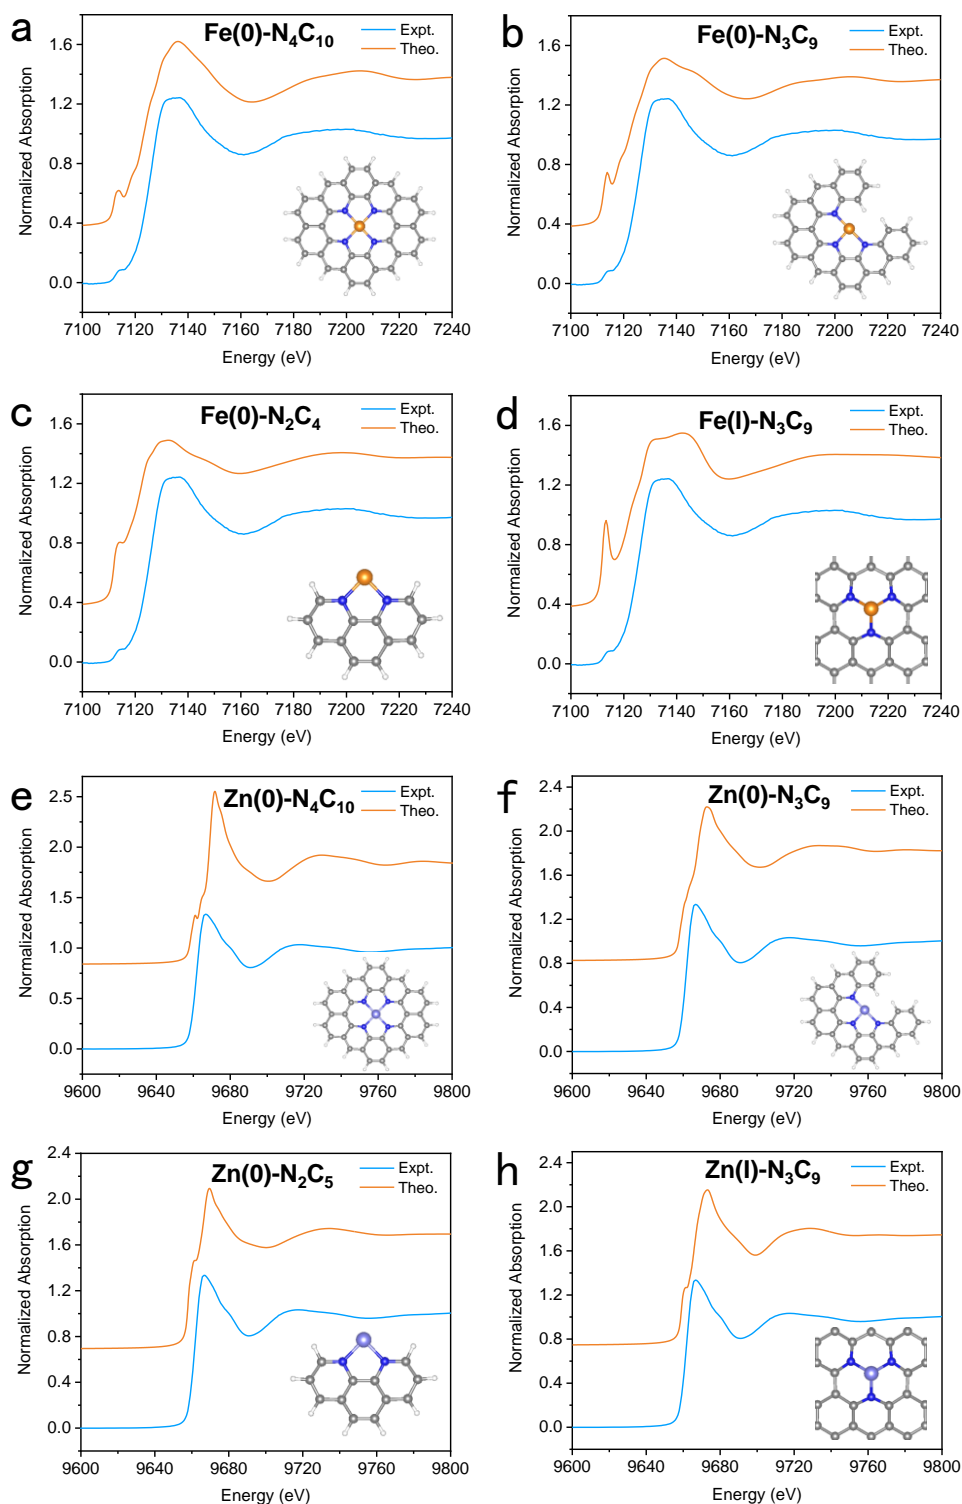 a
Fe(0)-N₄C₁₀
Expt.
Theo.
Normalized Absorption
1.6
1.2
0.8
0.4
0.0
7100 7120 7140 7160 7180 7200 7220 7240
Energy (eV)
b
Fe(0)-N₃C₉
Expt.
Theo.
Normalized Absorption
1.6
1.2
0.8
0.4
0.0
7100 7120 7140 7160 7180 7200 7220 7240
Energy (eV)
c
Fe(0)-N₂C₄
Expt.
Theo.
Normalized Absorption
1.6
1.2
0.8
0.4
0.0
7100 7120 7140 7160 7180 7200 7220 7240
Energy (eV)
d
Fe(I)-N₃C₉
Expt.
Theo.
Normalized Absorption
1.6
1.2
0.8
0.4
0.0
7100 7120 7140 7160 7180 7200 7220 7240
Energy (eV)
e
Zn(0)-N₄C₁₀
Expt.
Theo.
Normalized Absorption
2.5
2.0
1.5
1.0
0.5
0.0
9600 9640 9680 9720 9760 9800
Energy (eV)
f
Zn(0)-N₃C₉
Expt.
Theo.
Normalized Absorption
2.4
2.0
1.6
1.2
0.8
0.4
0.0
9600 9640 9680 9720 9760 9800
Energy (eV)
g
Zn(0)-N₂C₅
Expt.
Theo.
Normalized Absorption
2.4
2.0
1.6
1.2
0.8
0.4
0.0
9600 9640 9680 9720 9760 9800
Energy (eV)
h
Zn(I)-N₃C₉
Expt.
Theo.
Normalized Absorption
2.4
2.0
1.6
1.2
0.8
0.4
0.0
9600 9640 9680 9720 9760 9800
Energy (eV)